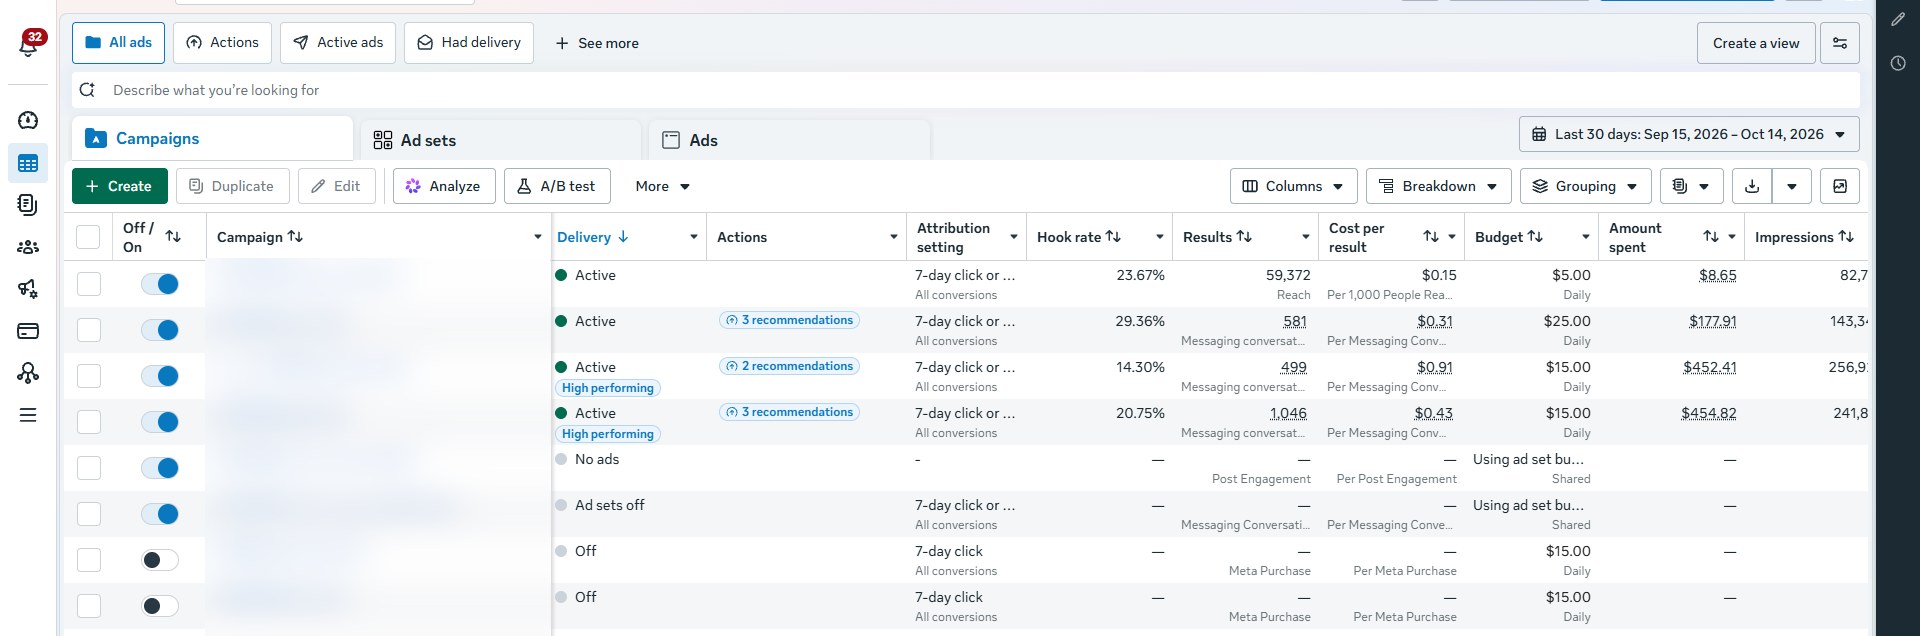 32
All ads
Actions
Active ads
Had delivery
See more
Create a view
Describe what you're looking for
Campaigns
Ad sets
Ads
Last 30 days: Sep 15, 2026 – Oct 14, 2026
Create
Duplicate
Edit
Analyze
A/B test
More
Columns
Breakdown
Grouping
Off / On
Campaign
Delivery
Actions
Attribution setting
Hook rate
Results
Cost per result
Budget
Amount spent
Impressions
Active 7-day click or ... 23.67% 59,372 $0.15 $5.00 $8.65 82,7
All conversions Reach Per 1,000 People Rea... Daily
Active 3 recommendations 7-day click or ... 29.36% 581 $0.31 $25.00 $177.91 143,3
All conversions Messaging conversat... Per Messaging Conv... Daily
Active 2 recommendations 7-day click or ... 14.30% 499 $0.91 $15.00 $452.41 256,9
High performing All conversions Messaging conversat... Per Messaging Conv... Daily
Active 3 recommendations 7-day click or ... 20.75% 1,046 $0.43 $15.00 $454.82 241,8
High performing All conversions Messaging conversat... Per Messaging Conv... Daily
No ads - — — — Using ad set bu... —
Post Engagement Per Post Engagement Shared
Ad sets off 7-day click or ... — — — Using ad set bu... —
All conversions Messaging Conversati... Per Messaging Conve... Shared
Off 7-day click — — — $15.00 —
All conversions Meta Purchase Per Meta Purchase Daily
Off 7-day click — — — $15.00 —
All conversions Meta Purchase Per Meta Purchase Daily